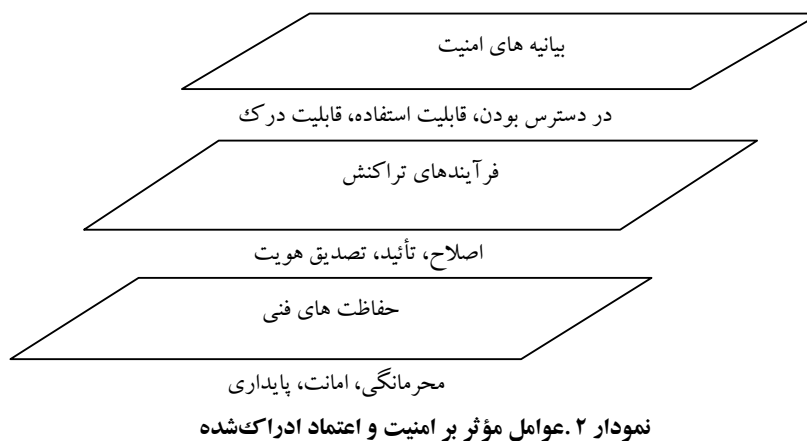 بیانیه های امنیت
در دسترس بودن، قابلیت استفاده، قابلیت درک
فرآیندهای تراکنش
اصلاح، تأئید، تصدیق هویت
حفاظت های فنی
محرمانگی، امانت، پایداری
نمودار ۲ .عوامل مؤثر بر امنیت و اعتماد ادراک‌شده